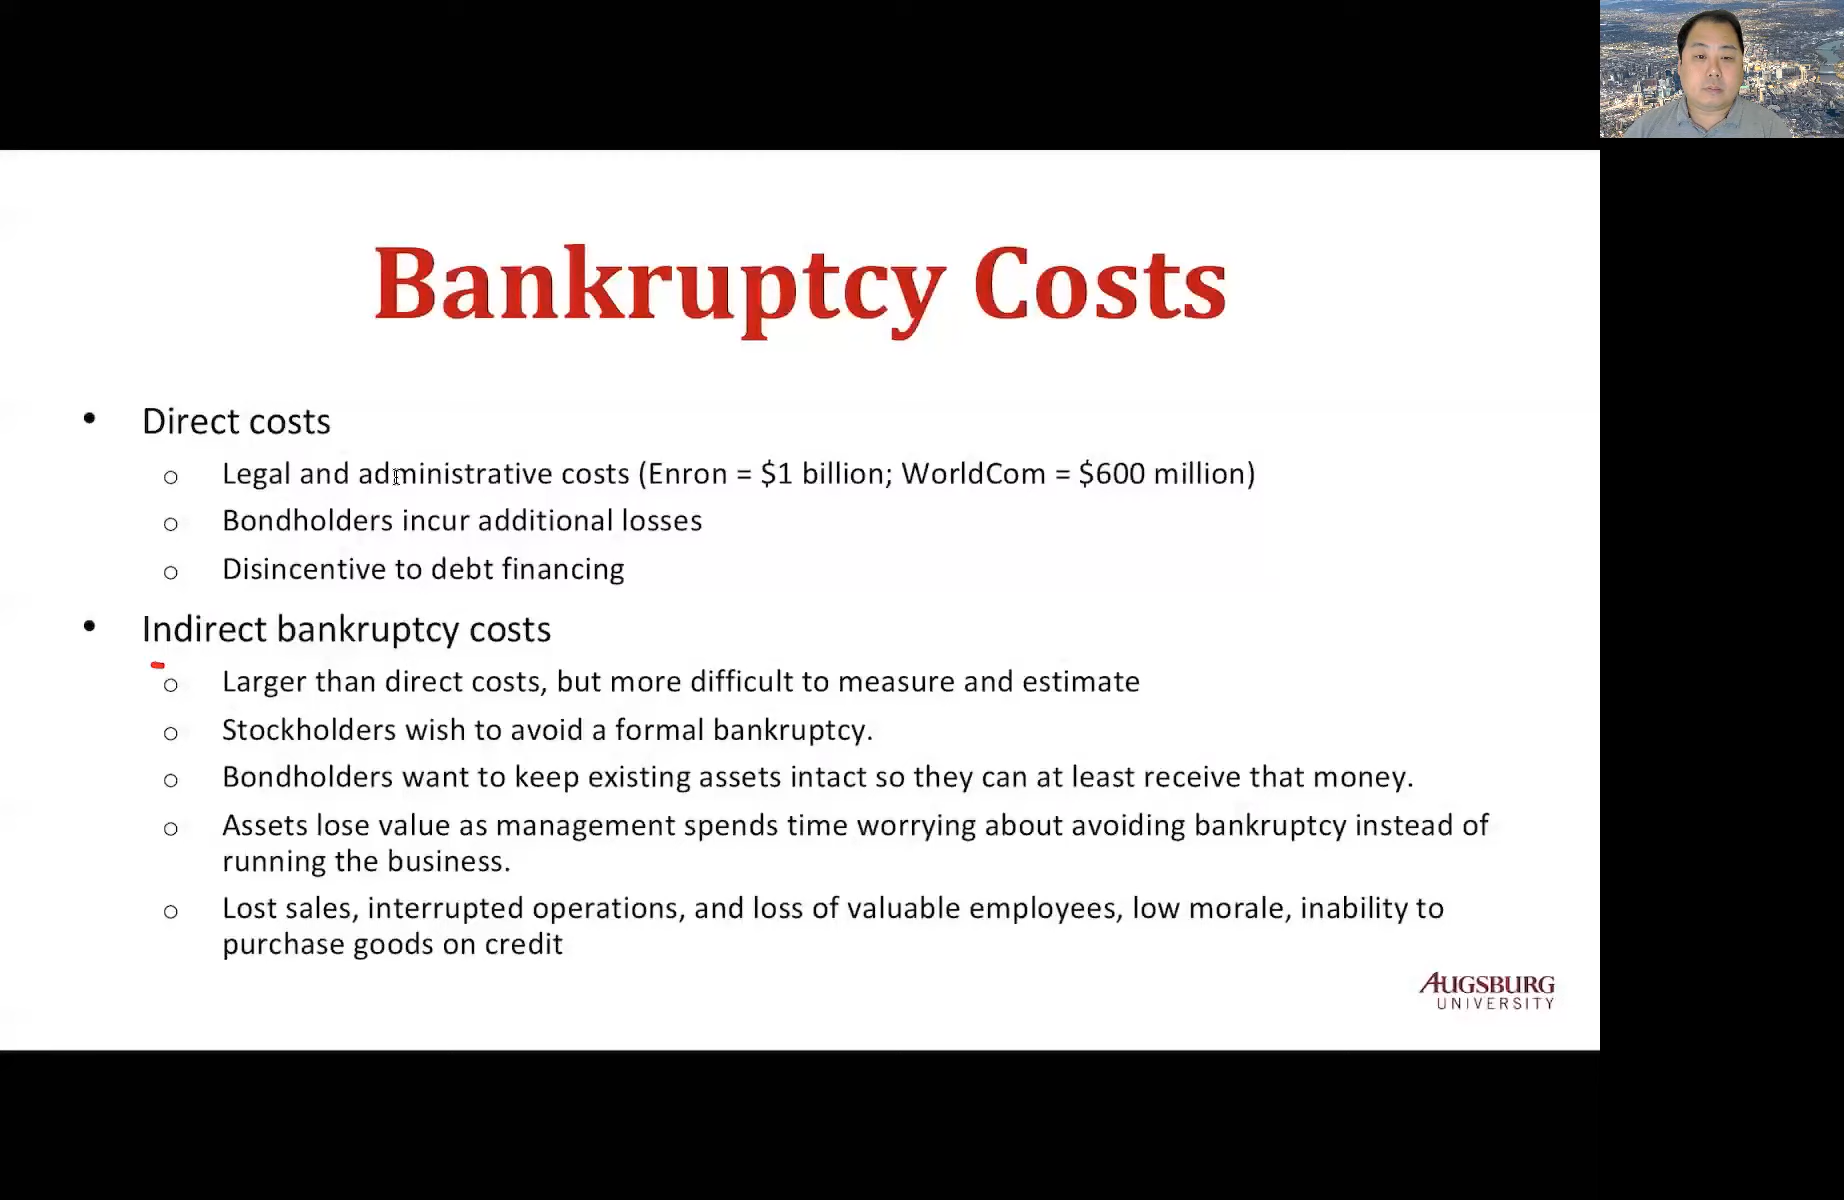 Bankruptcy Costs
• Direct costs
○ Legal and administrative costs (Enron = $1 billion; WorldCom = $600 million)
○ Bondholders incur additional losses
○ Disincentive to debt financing
• Indirect bankruptcy costs
○ Larger than direct costs, but more difficult to measure and estimate
○ Stockholders wish to avoid a formal bankruptcy.
○ Bondholders want to keep existing assets intact so they can at least receive that money.
○ Assets lose value as management spends time worrying about avoiding bankruptcy instead of
running the business.
○ Lost sales, interrupted operations, and loss of valuable employees, low morale, inability to
purchase goods on credit
AUGSBURG
UNIVERSITY